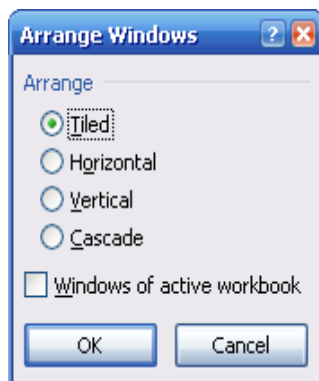 Arrange Windows ?
Arrange
Tiled
Horizontal
Vertical
Cascade
Windows of active workbook
OK Cancel